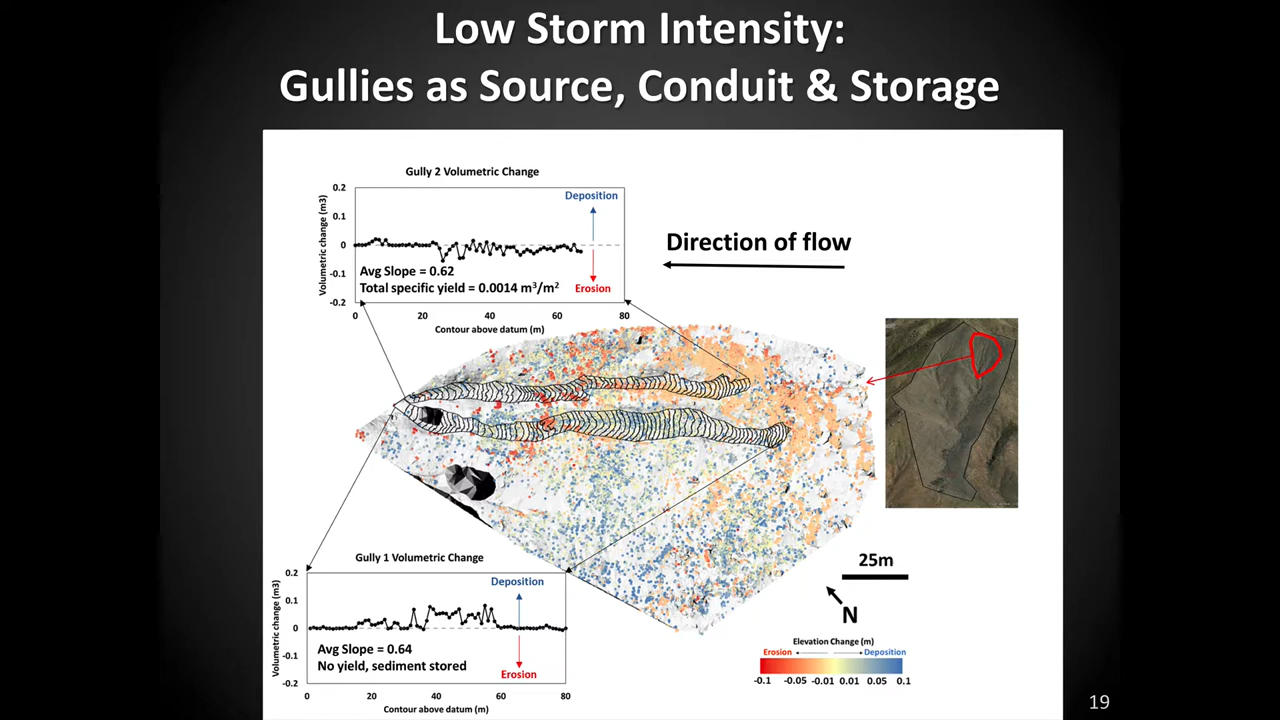 Low Storm Intensity:
Gullies as Source, Conduit & Storage
Gully 2 Volumetric Change
Volumetric change (m3)
0.2
0.1
0
-0.1
-0.2
Deposition
Erosion
Avg Slope = 0.62
Total specific yield = 0.0014 m³/m²
0 20 40 60 80
Contour above datum (m)
Direction of flow
Gully 1 Volumetric Change
Volumetric change (m3)
0.2
0.1
0
-0.1
-0.2
Deposition
Erosion
Avg Slope = 0.64
No yield, sediment stored
0 20 40 60 80
Contour above datum (m)
25m
N
Elevation Change (m)
Erosion Deposition
-0.1 -0.05 -0.01 0.01 0.05 0.1
19